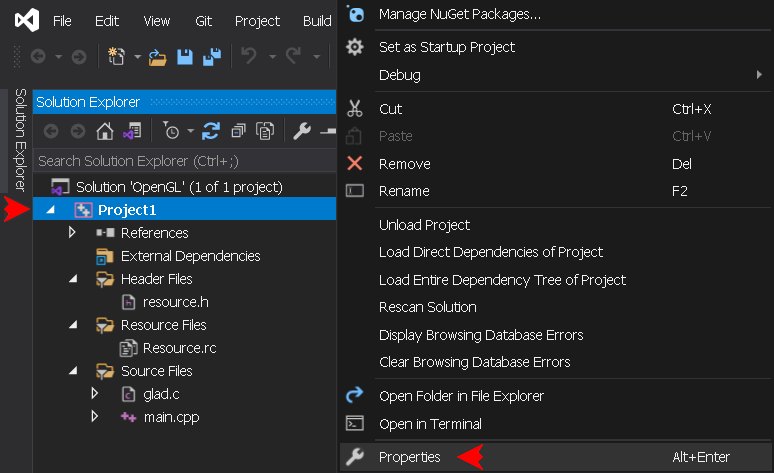 File Edit View Git Project Build
Solution Explorer
Solution Explorer
Search Solution Explorer (Ctrl+;)
Solution 'OpenGL' (1 of 1 project)
Project1
References
External Dependencies
Header Files
resource.h
Resource Files
Resource.rc
Source Files
glad.c
main.cpp
Manage NuGet Packages...
Set as Startup Project
Debug
Cut Ctrl+X
Paste Ctrl+V
Remove Del
Rename F2
Unload Project
Load Direct Dependencies of Project
Load Entire Dependency Tree of Project
Rescan Solution
Display Browsing Database Errors
Clear Browsing Database Errors
Open Folder in File Explorer
Open in Terminal
Properties Alt+Enter